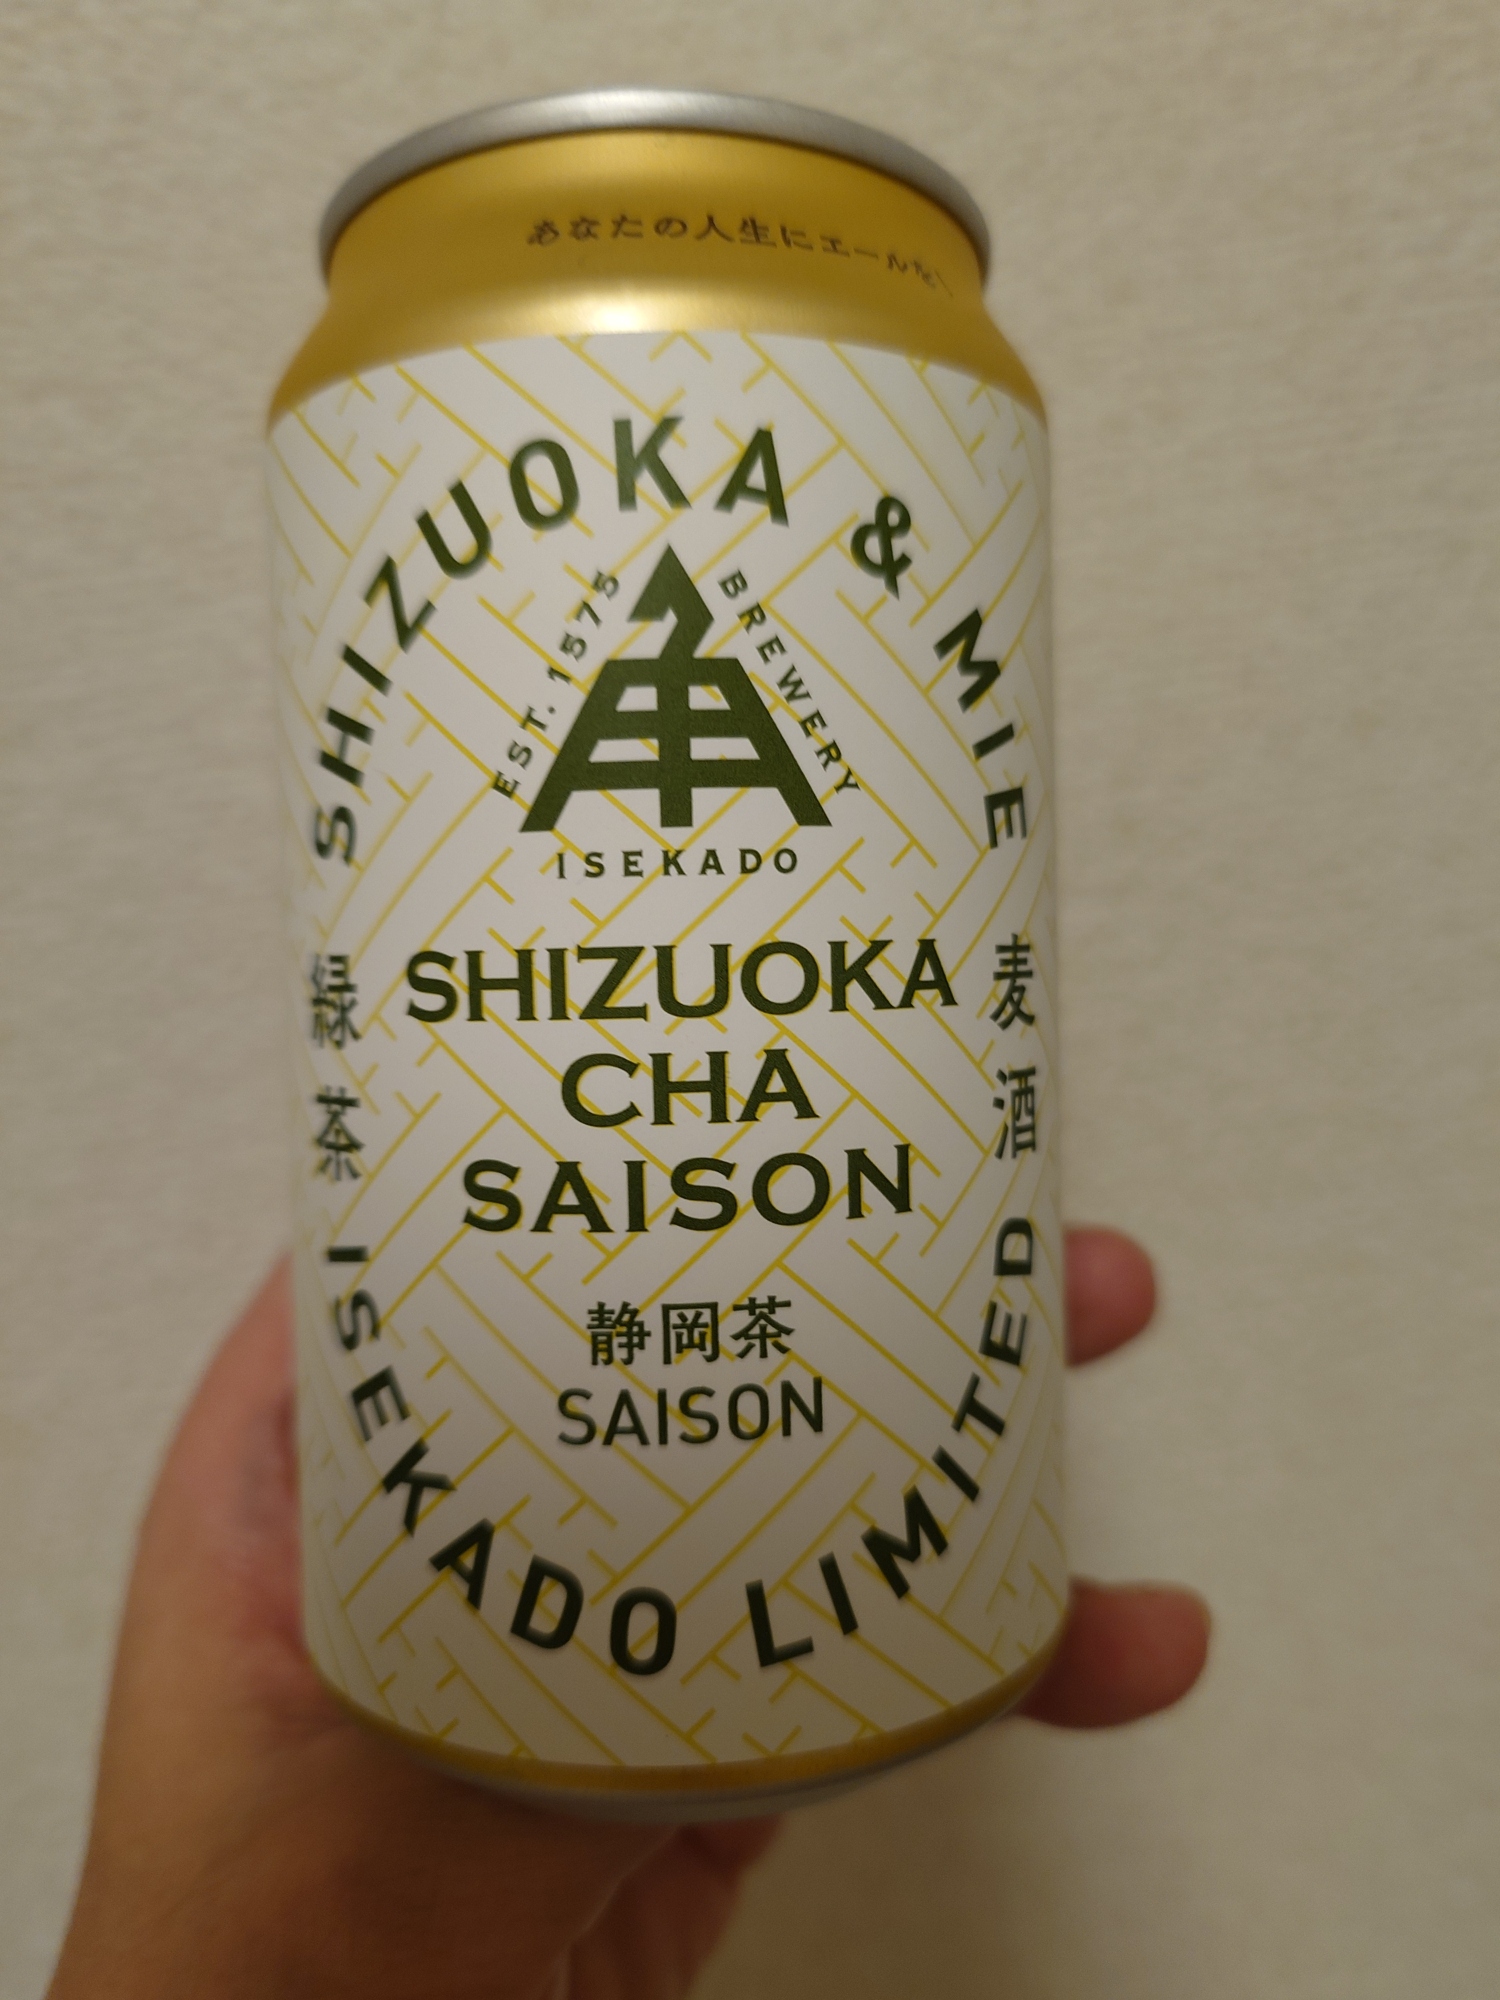 あなたの人生にエールを!
SHIZUOKA & MIE
EST. 1575
BREWERY
ISEKADO
SHIZUOKA
CHA
SAISON
緑茶
麦酒
静岡茶
SAISON
ISEKADO LIMITED